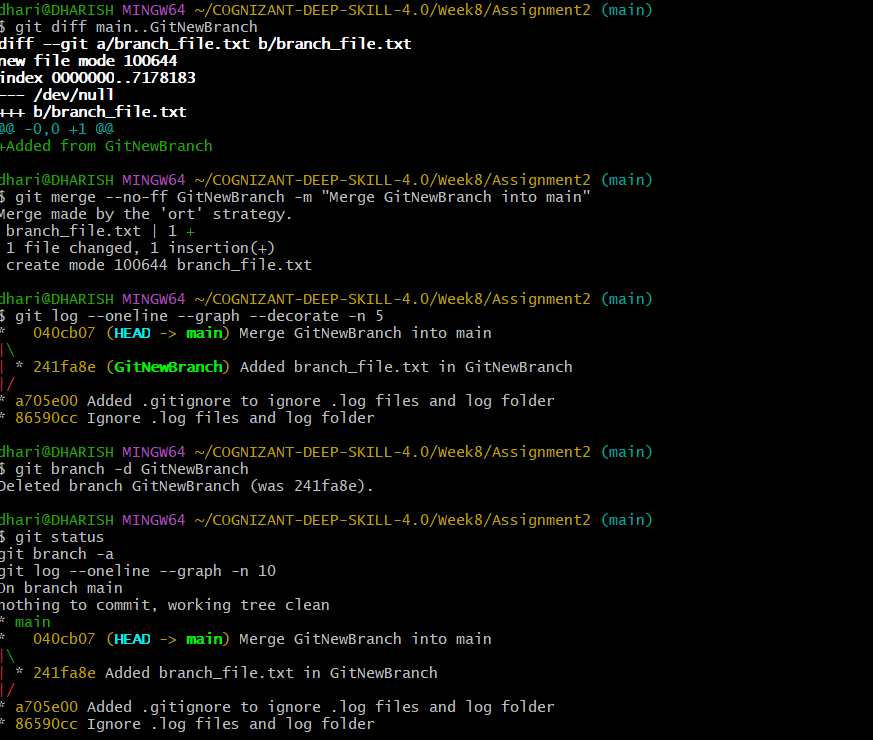 dhari@DHARISH MINGW64 ~/COGNIZANT-DEEP-SKILL-4.0/Week8/Assignment2 (main)
$ git diff main..GitNewBranch
diff --git a/branch_file.txt b/branch_file.txt
new file mode 100644
index 0000000..7178183
--- /dev/null
+++ b/branch_file.txt
@@ -0,0 +1 @@
+Added from GitNewBranch
dhari@DHARISH MINGW64 ~/COGNIZANT-DEEP-SKILL-4.0/Week8/Assignment2 (main)
$ git merge --no-ff GitNewBranch -m "Merge GitNewBranch into main"
Merge made by the 'ort' strategy.
 branch_file.txt | 1 +
 1 file changed, 1 insertion(+)
 create mode 100644 branch_file.txt
dhari@DHARISH MINGW64 ~/COGNIZANT-DEEP-SKILL-4.0/Week8/Assignment2 (main)
$ git log --oneline --graph --decorate -n 5
*   040cb07 (HEAD -> main) Merge GitNewBranch into main
|\
| * 241fa8e (GitNewBranch) Added branch_file.txt in GitNewBranch
|/
* a705e00 Added .gitignore to ignore .log files and log folder
* 86590cc Ignore .log files and log folder
dhari@DHARISH MINGW64 ~/COGNIZANT-DEEP-SKILL-4.0/Week8/Assignment2 (main)
$ git branch -d GitNewBranch
Deleted branch GitNewBranch (was 241fa8e).
dhari@DHARISH MINGW64 ~/COGNIZANT-DEEP-SKILL-4.0/Week8/Assignment2 (main)
$ git status
git branch -a
git log --oneline --graph -n 10
On branch main
nothing to commit, working tree clean
* main
*   040cb07 (HEAD -> main) Merge GitNewBranch into main
|\
| * 241fa8e Added branch_file.txt in GitNewBranch
|/
* a705e00 Added .gitignore to ignore .log files and log folder
* 86590cc Ignore .log files and log folder